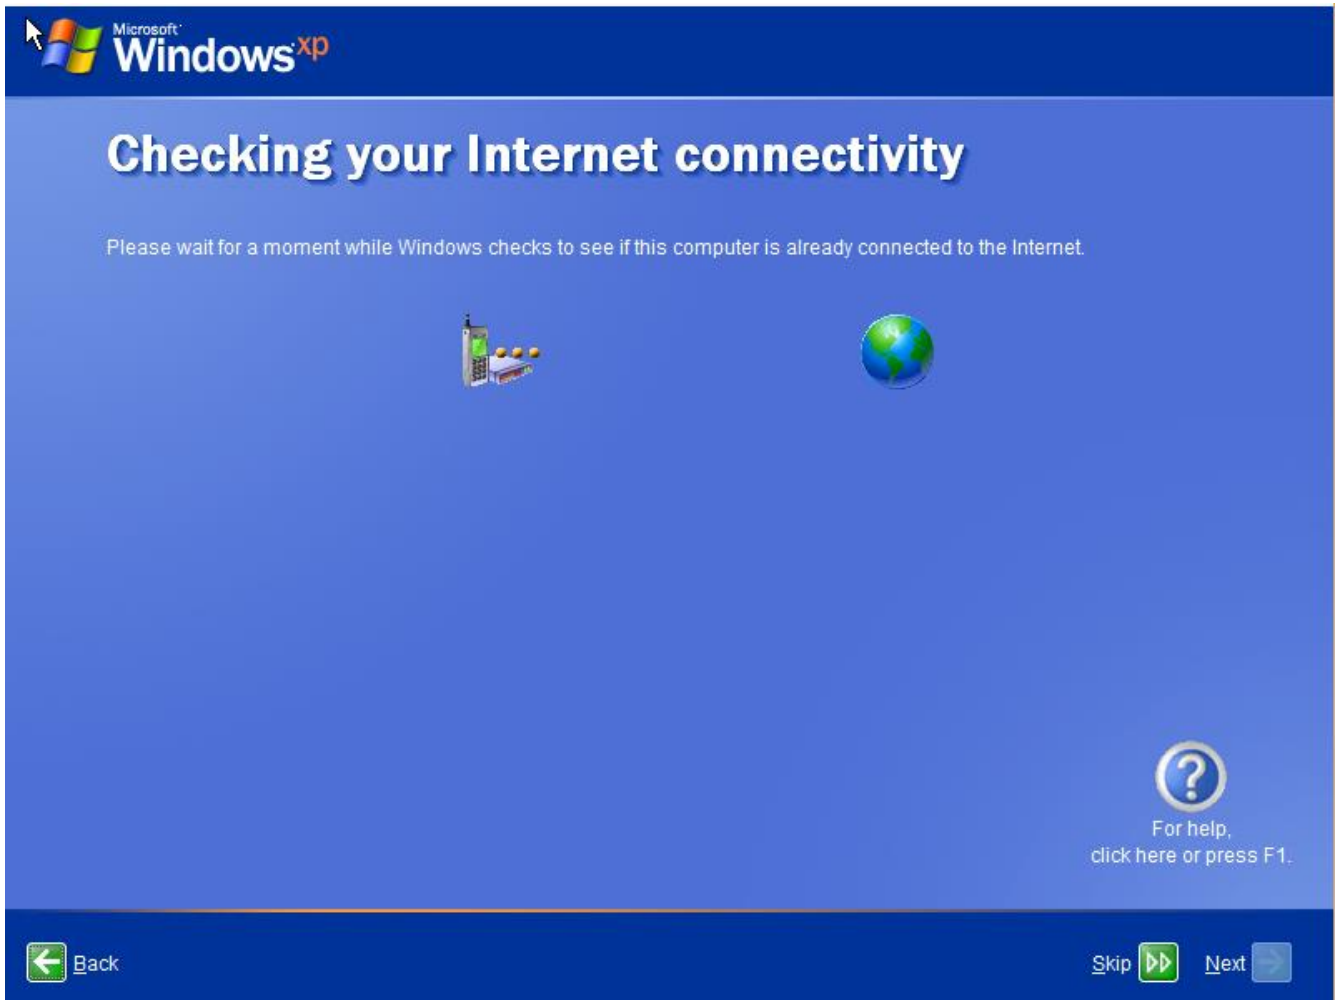 Microsoft
Windows xp
Checking your Internet connectivity
Please wait for a moment while Windows checks to see if this computer is already connected to the Internet.
?
For help,
click here or press F1.
Back
Skip
Next